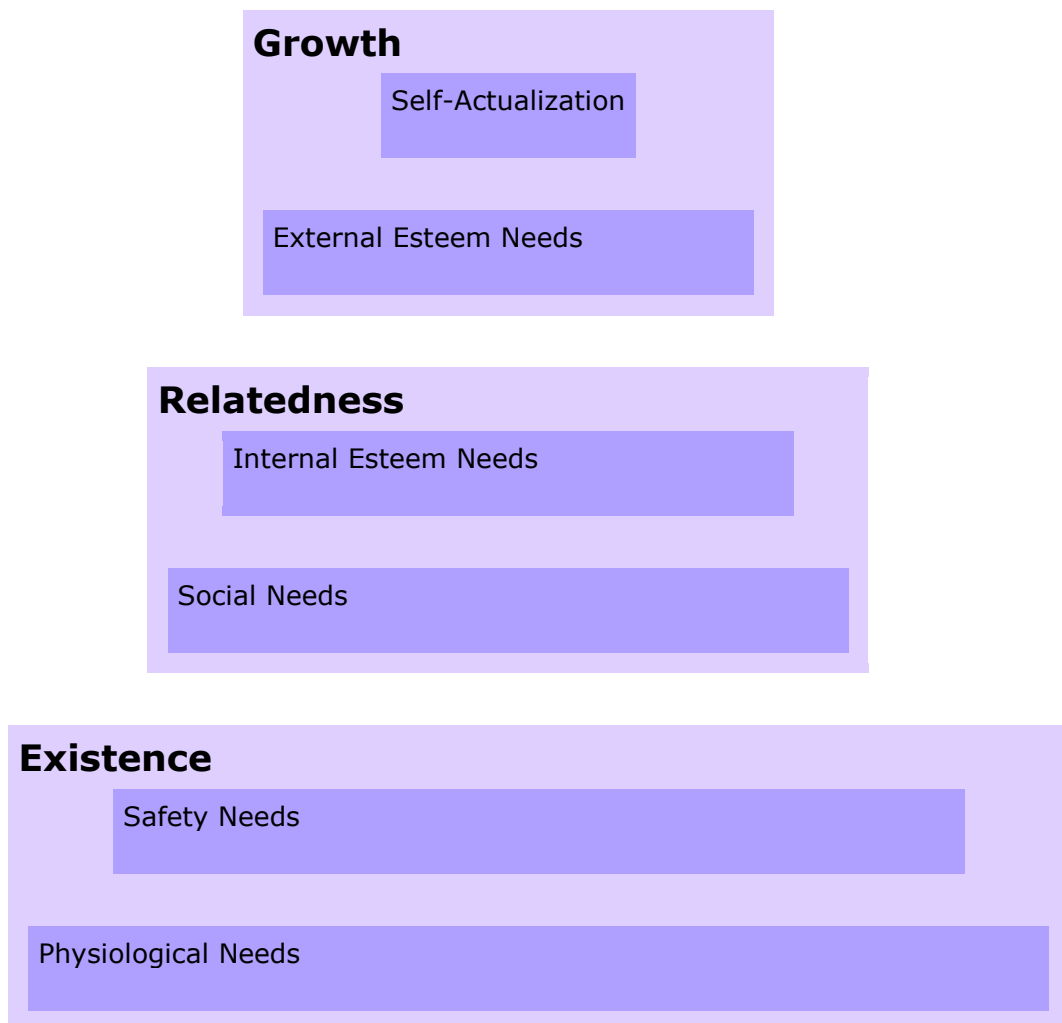 Growth
Self-Actualization
External Esteem Needs
Relatedness
Internal Esteem Needs
Social Needs
Existence
Safety Needs
Physiological Needs